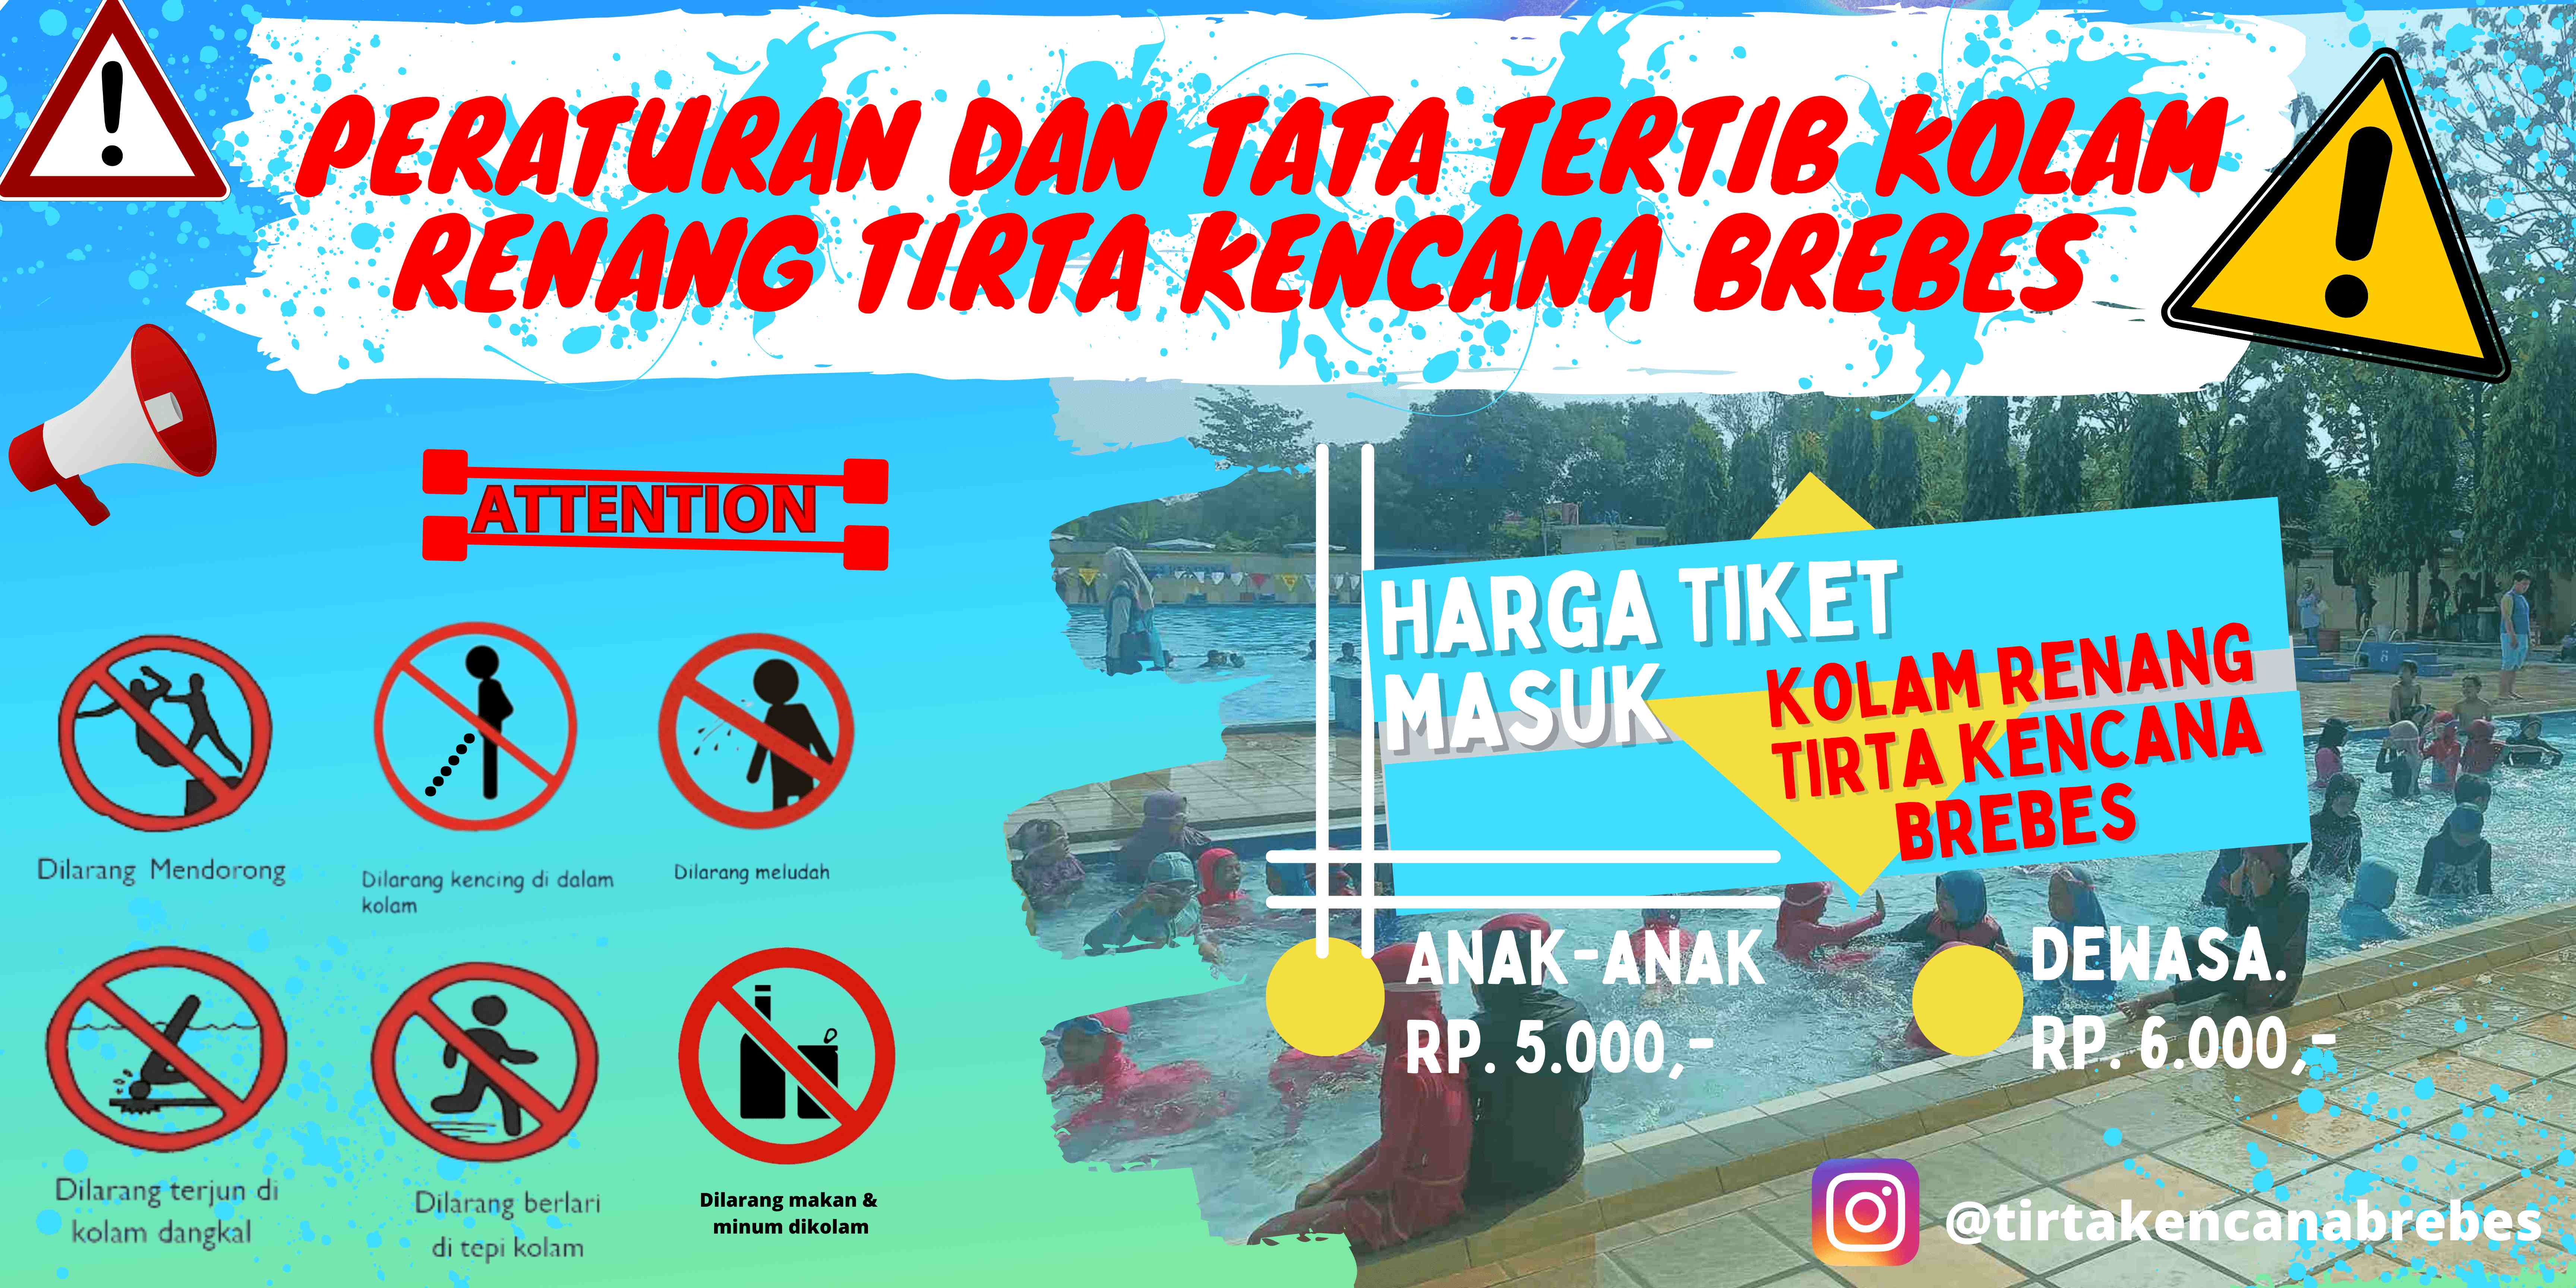 PERATURAN DAN TATA TERTIB KOLAM
RENANG TIRTA KENCANA BREBES
ATTENTION
Dilarang Mendorong
Dilarang kencing di dalam
kolam
Dilarang meludah
Dilarang terjun di
kolam dangkal
Dilarang berlari
di tepi kolam
Dilarang makan &
minum dikolam
HARGA TIKET
MASUK
KOLAM RENANG
TIRTA KENCANA
BREBES
ANAK-ANAK
RP. 5.000,-
DEWASA.
RP. 6.000,-
@tirtakencanabrebes